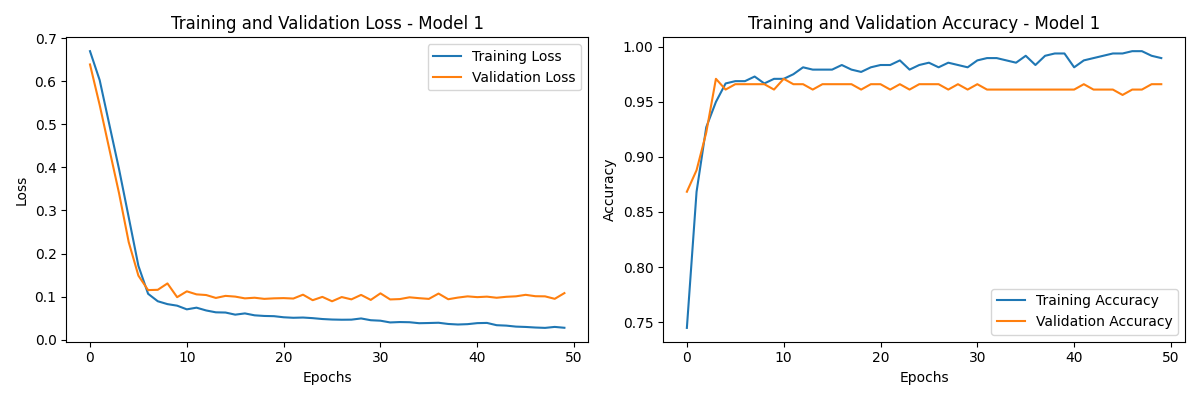 Training and Validation Loss - Model 1
0.7
0.6
0.5
0.4
0.3
0.2
0.1
0.0
Loss
Training Loss
Validation Loss
0 10 20 30 40 50
Epochs
Training and Validation Accuracy - Model 1
1.00
0.95
0.90
0.85
0.80
0.75
Accuracy
Training Accuracy
Validation Accuracy
0 10 20 30 40 50
Epochs